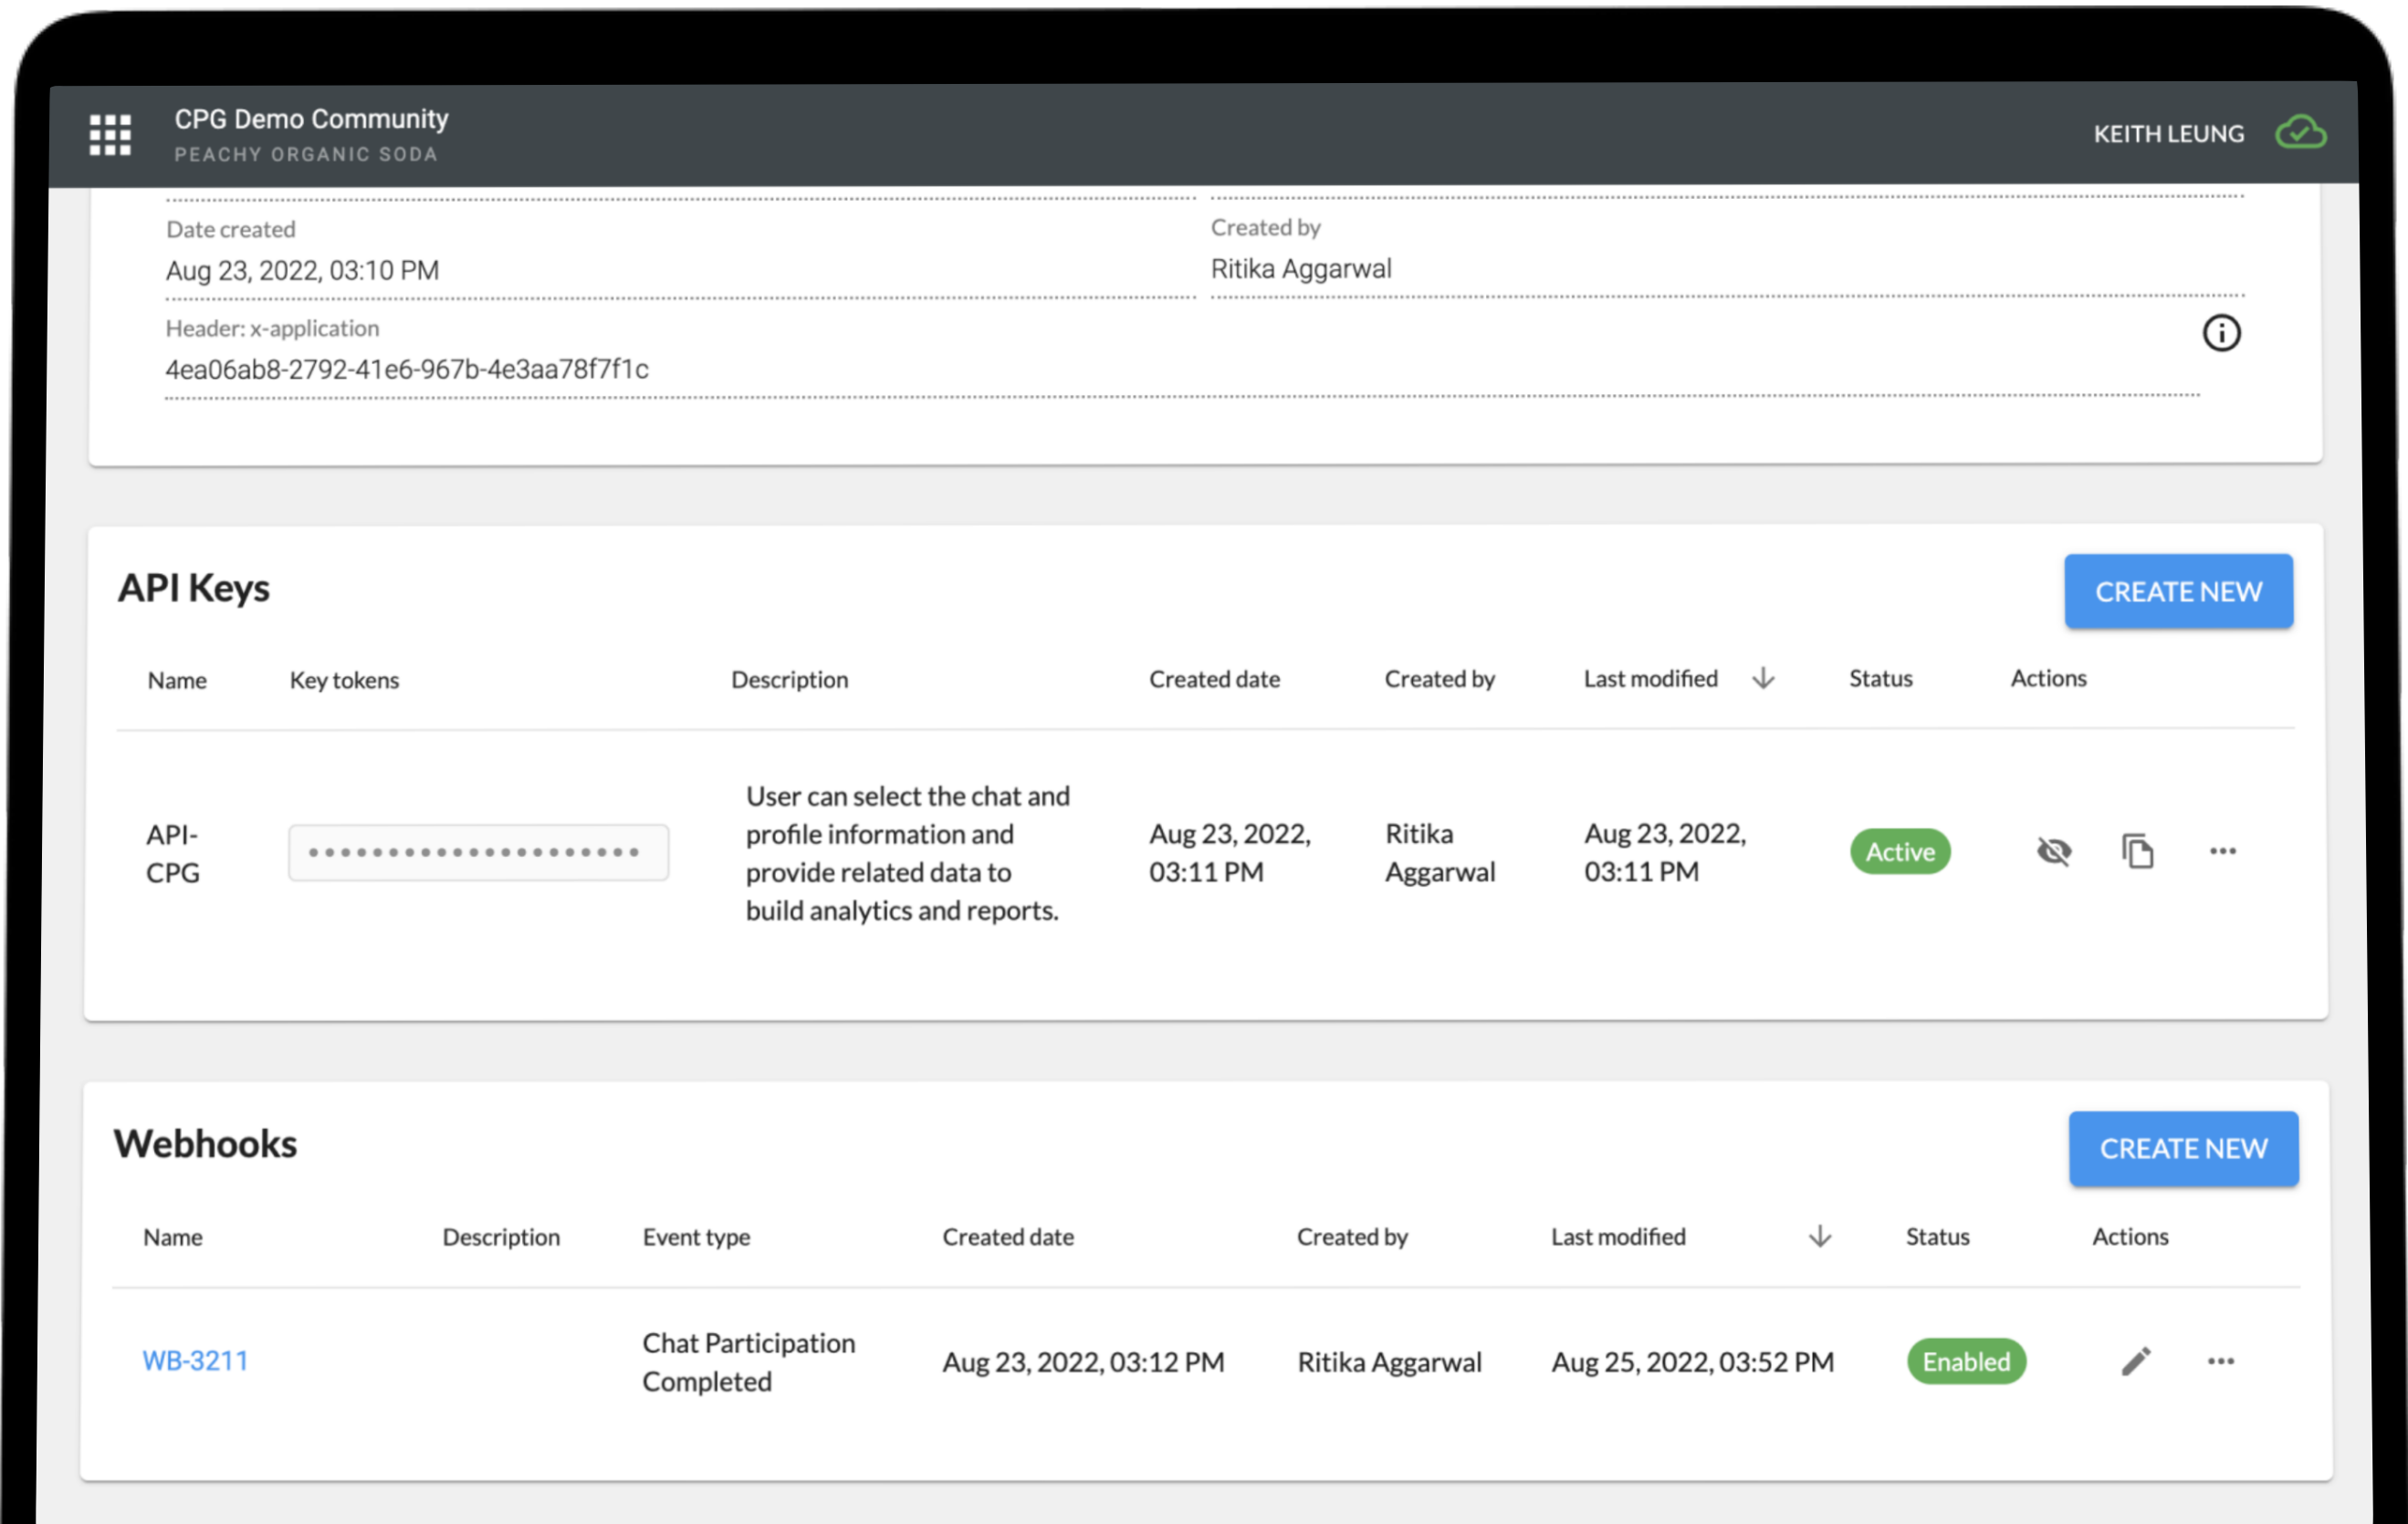 CPG Demo Community
PEACHY ORGANIC SODA
KEITH LEUNG
Date created
Aug 23, 2022, 03:10 PM
Created by
Ritika Aggarwal
Header: x-application
4ea06ab8-2792-41e6-967b-4e3aa78f7f1c
API Keys
CREATE NEW
Name Key tokens Description Created date Created by Last modified Status Actions
API-
CPG
User can select the chat and
profile information and
provide related data to
build analytics and reports.
Aug 23, 2022,
03:11 PM
Ritika
Aggarwal
Aug 23, 2022,
03:11 PM
Active
Webhooks
CREATE NEW
Name Description Event type Created date Created by Last modified Status Actions
WB-3211
Chat Participation
Completed
Aug 23, 2022, 03:12 PM
Ritika Aggarwal
Aug 25, 2022, 03:52 PM
Enabled